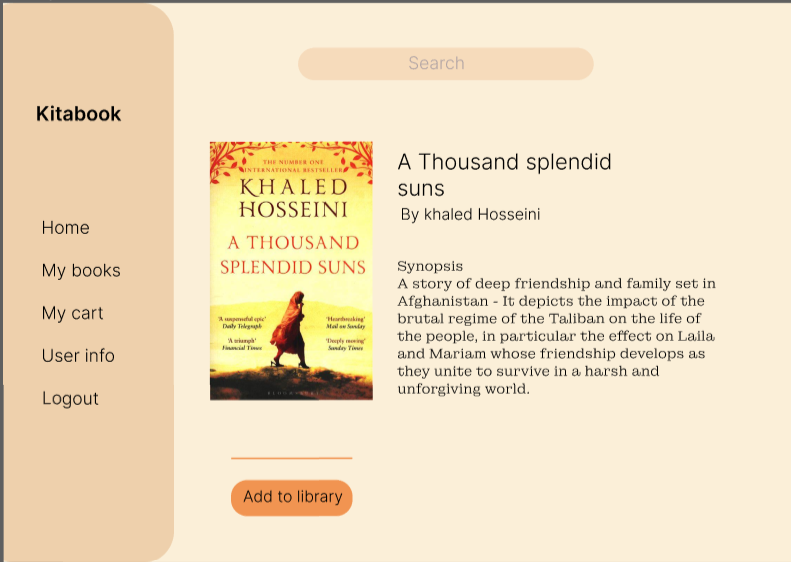 Search
Kitabook
Home
My books
My cart
User info
Logout
THE NUMBER ONE
INTERNATIONAL BESTSELLER
KHALED
HOSSEINI
A THOUSAND
SPLENDID SUNS
'A suspenseful epic'
Daily Telegraph
'A triumph'
Financial Times
'Heartbreaking'
Mail on Sunday
'Deeply moving'
Sunday Times
BLOOMSBURY
A Thousand splendid
suns
By khaled Hosseini
Synopsis
A story of deep friendship and family set in
Afghanistan - It depicts the impact of the
brutal regime of the Taliban on the life of
the people, in particular the effect on Laila
and Mariam whose friendship develops as
they unite to survive in a harsh and
unforgiving world.
Add to library